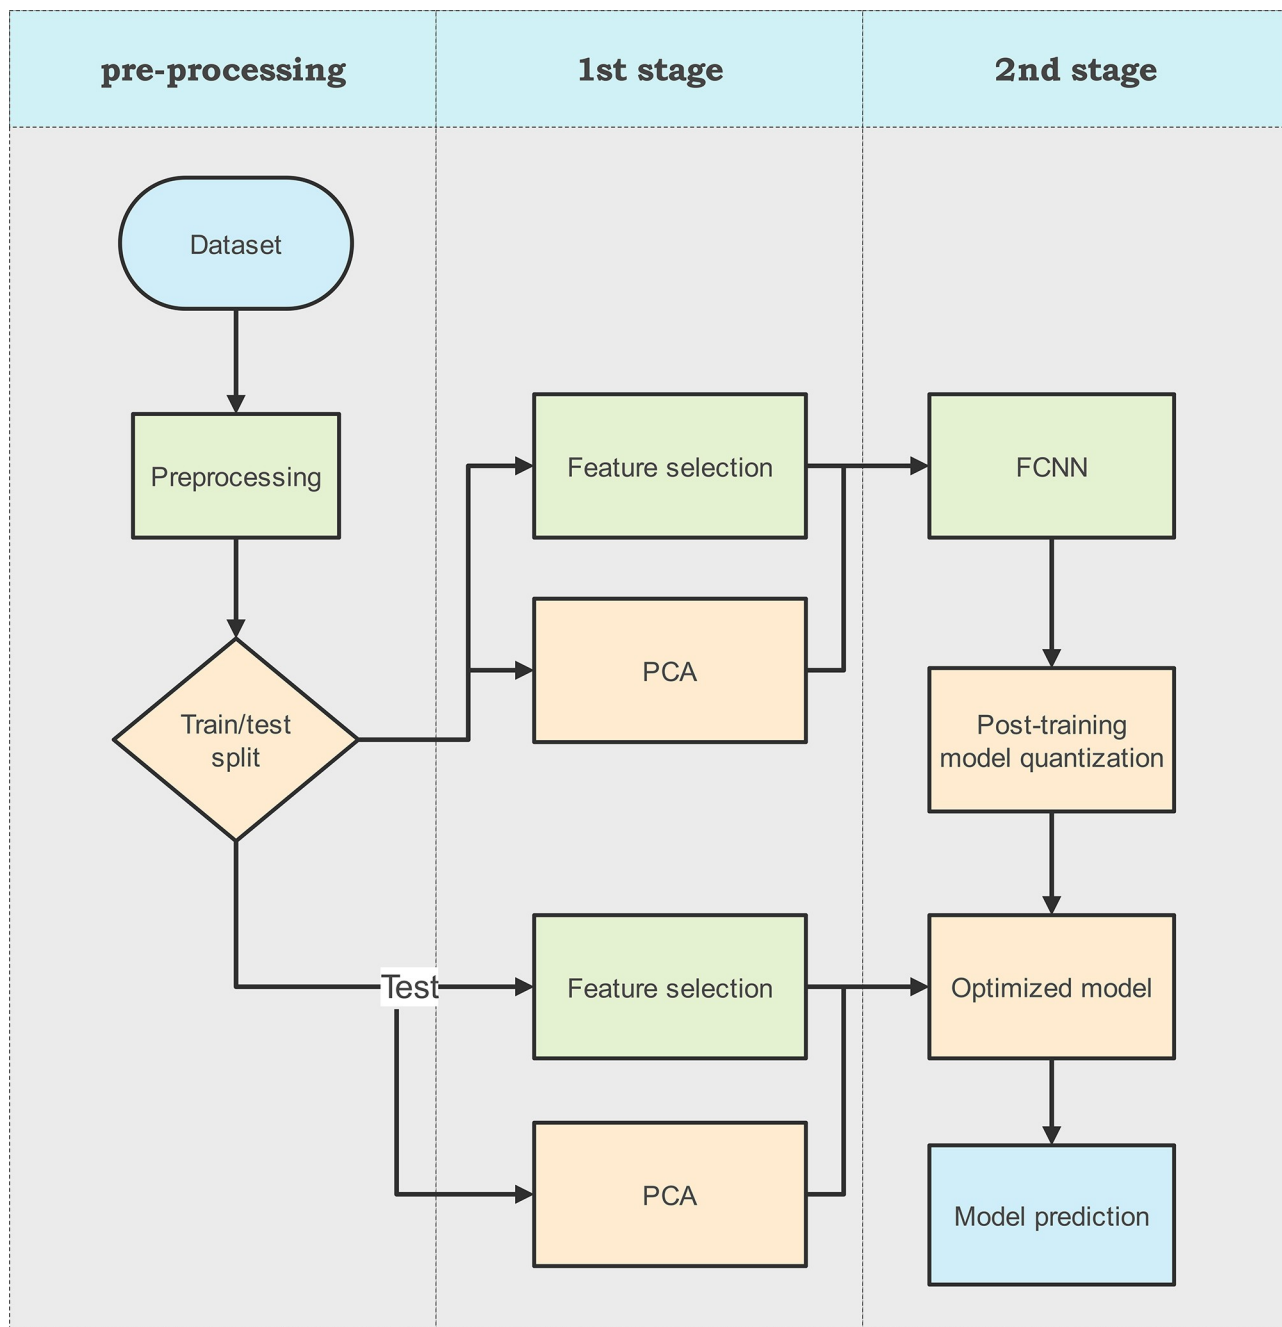 pre-processing
1st stage
2nd stage
Dataset
Preprocessing
Feature selection
FCNN
PCA
Train/test
split
Post-training
model quantization
Test
Feature selection
Optimized model
PCA
Model prediction